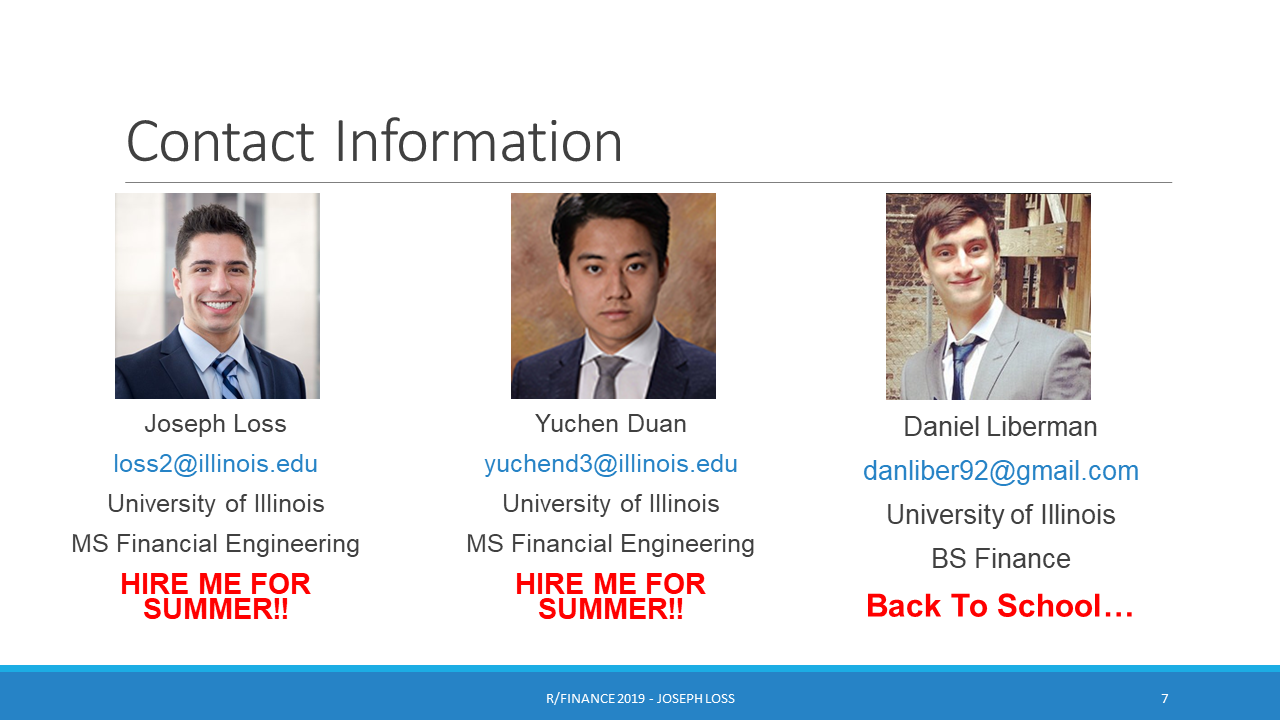 Contact Information
Joseph Loss
loss2@illinois.edu
University of Illinois
MS Financial Engineering
HIRE ME FOR
SUMMER!!
Yuchen Duan
yuchend3@illinois.edu
University of Illinois
MS Financial Engineering
HIRE ME FOR
SUMMER!!
Daniel Liberman
danliber92@gmail.com
University of Illinois
BS Finance
Back To School…
R/FINANCE 2019 - JOSEPH LOSS
7